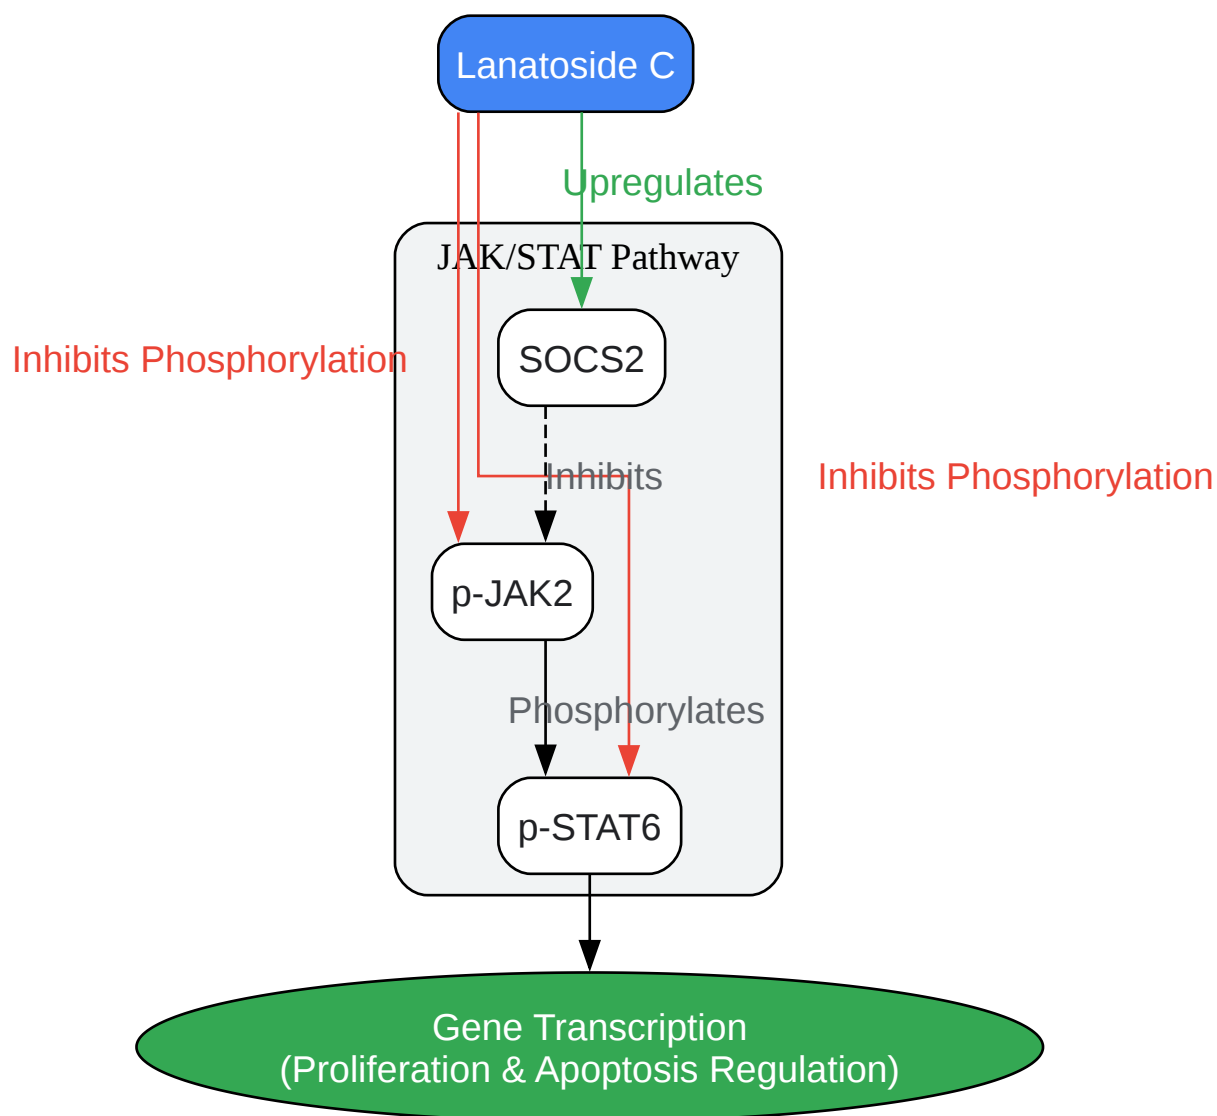 Lanatoside C
Upregulates
JAK/STAT Pathway
SOCS2
Inhibits Phosphorylation
Inhibits
Inhibits Phosphorylation
p-JAK2
Phosphorylates
p-STAT6
Gene Transcription
(Proliferation & Apoptosis Regulation)